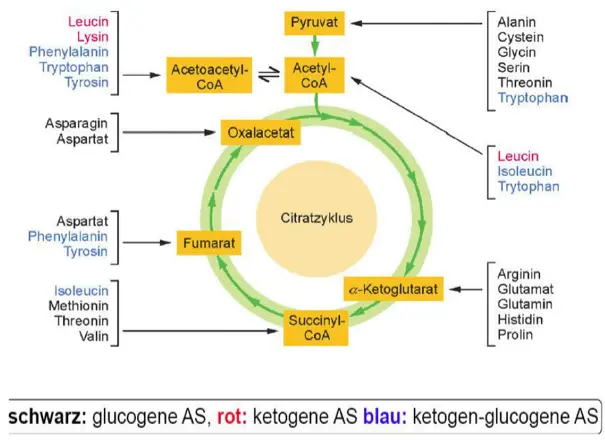 Leucin
Lysin
Phenylalanin
Tryptophan
Tyrosin
Acetoacetyl-
CoA
Pyruvat
Acetyl-
CoA
Alanin
Cystein
Glycin
Serin
Threonin
Tryptophan
Asparagin
Aspartat
Oxalacetat
Leucin
Isoleucin
Trytophan
Citratzyklus
Aspartat
Phenylalanin
Tyrosin
Fumarat
α-Ketoglutarat
Arginin
Glutamat
Glutamin
Histidin
Prolin
Isoleucin
Methionin
Threonin
Valin
Succinyl-
CoA
schwarz: glucogene AS, rot: ketogene AS blau: ketogen-glucogene AS